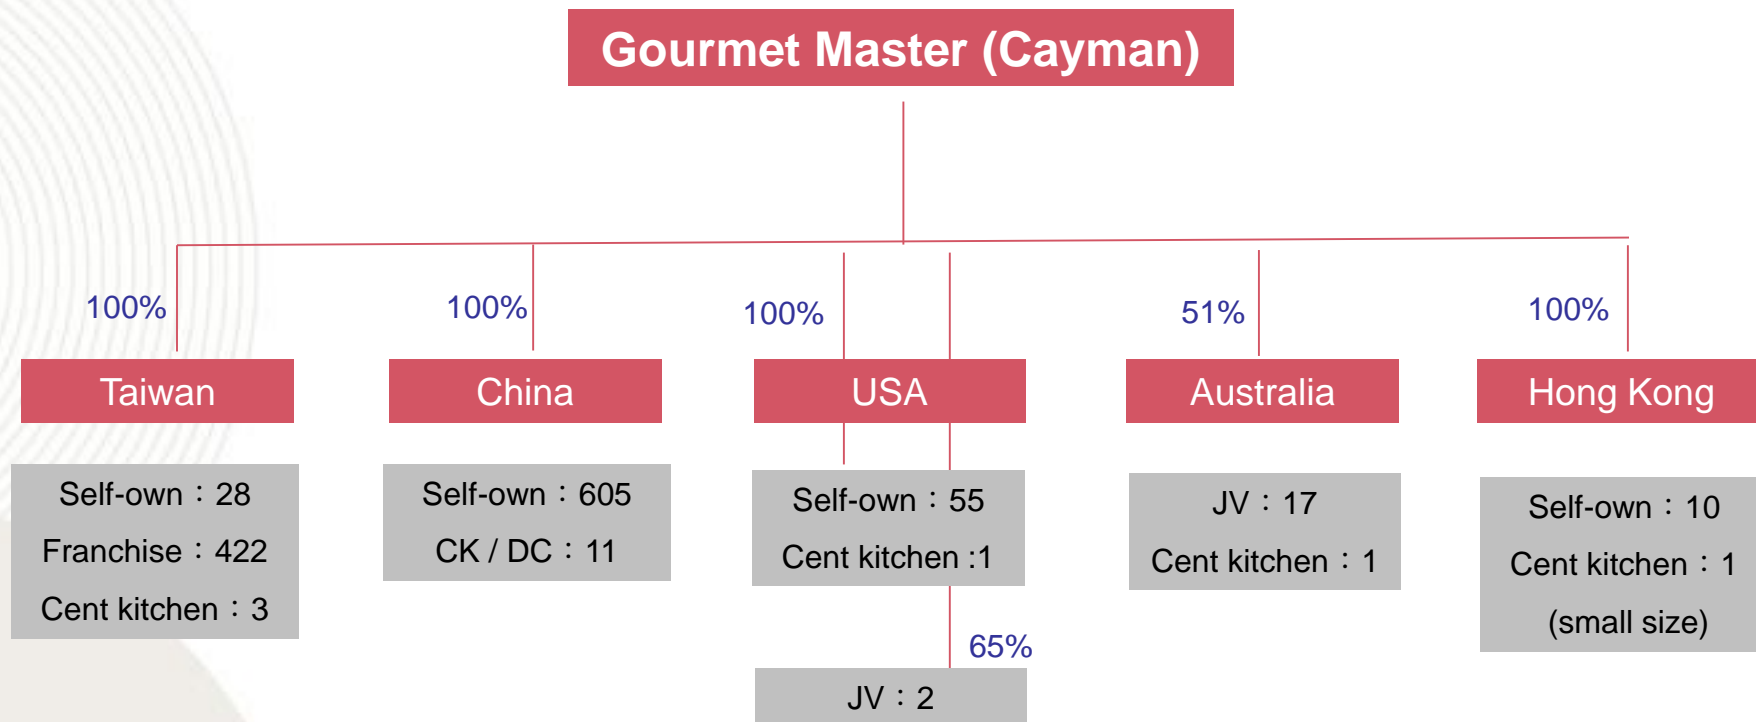 Gourmet Master (Cayman)
100%
100%
100%
51%
100%
Taiwan
China
USA
Australia
Hong Kong
Self-own：28
Franchise：422
Cent kitchen：3
Self-own：605
CK / DC：11
Self-own：55
Cent kitchen :1
JV：17
Cent kitchen：1
Self-own：10
Cent kitchen：1
(small size)
65%
JV：2